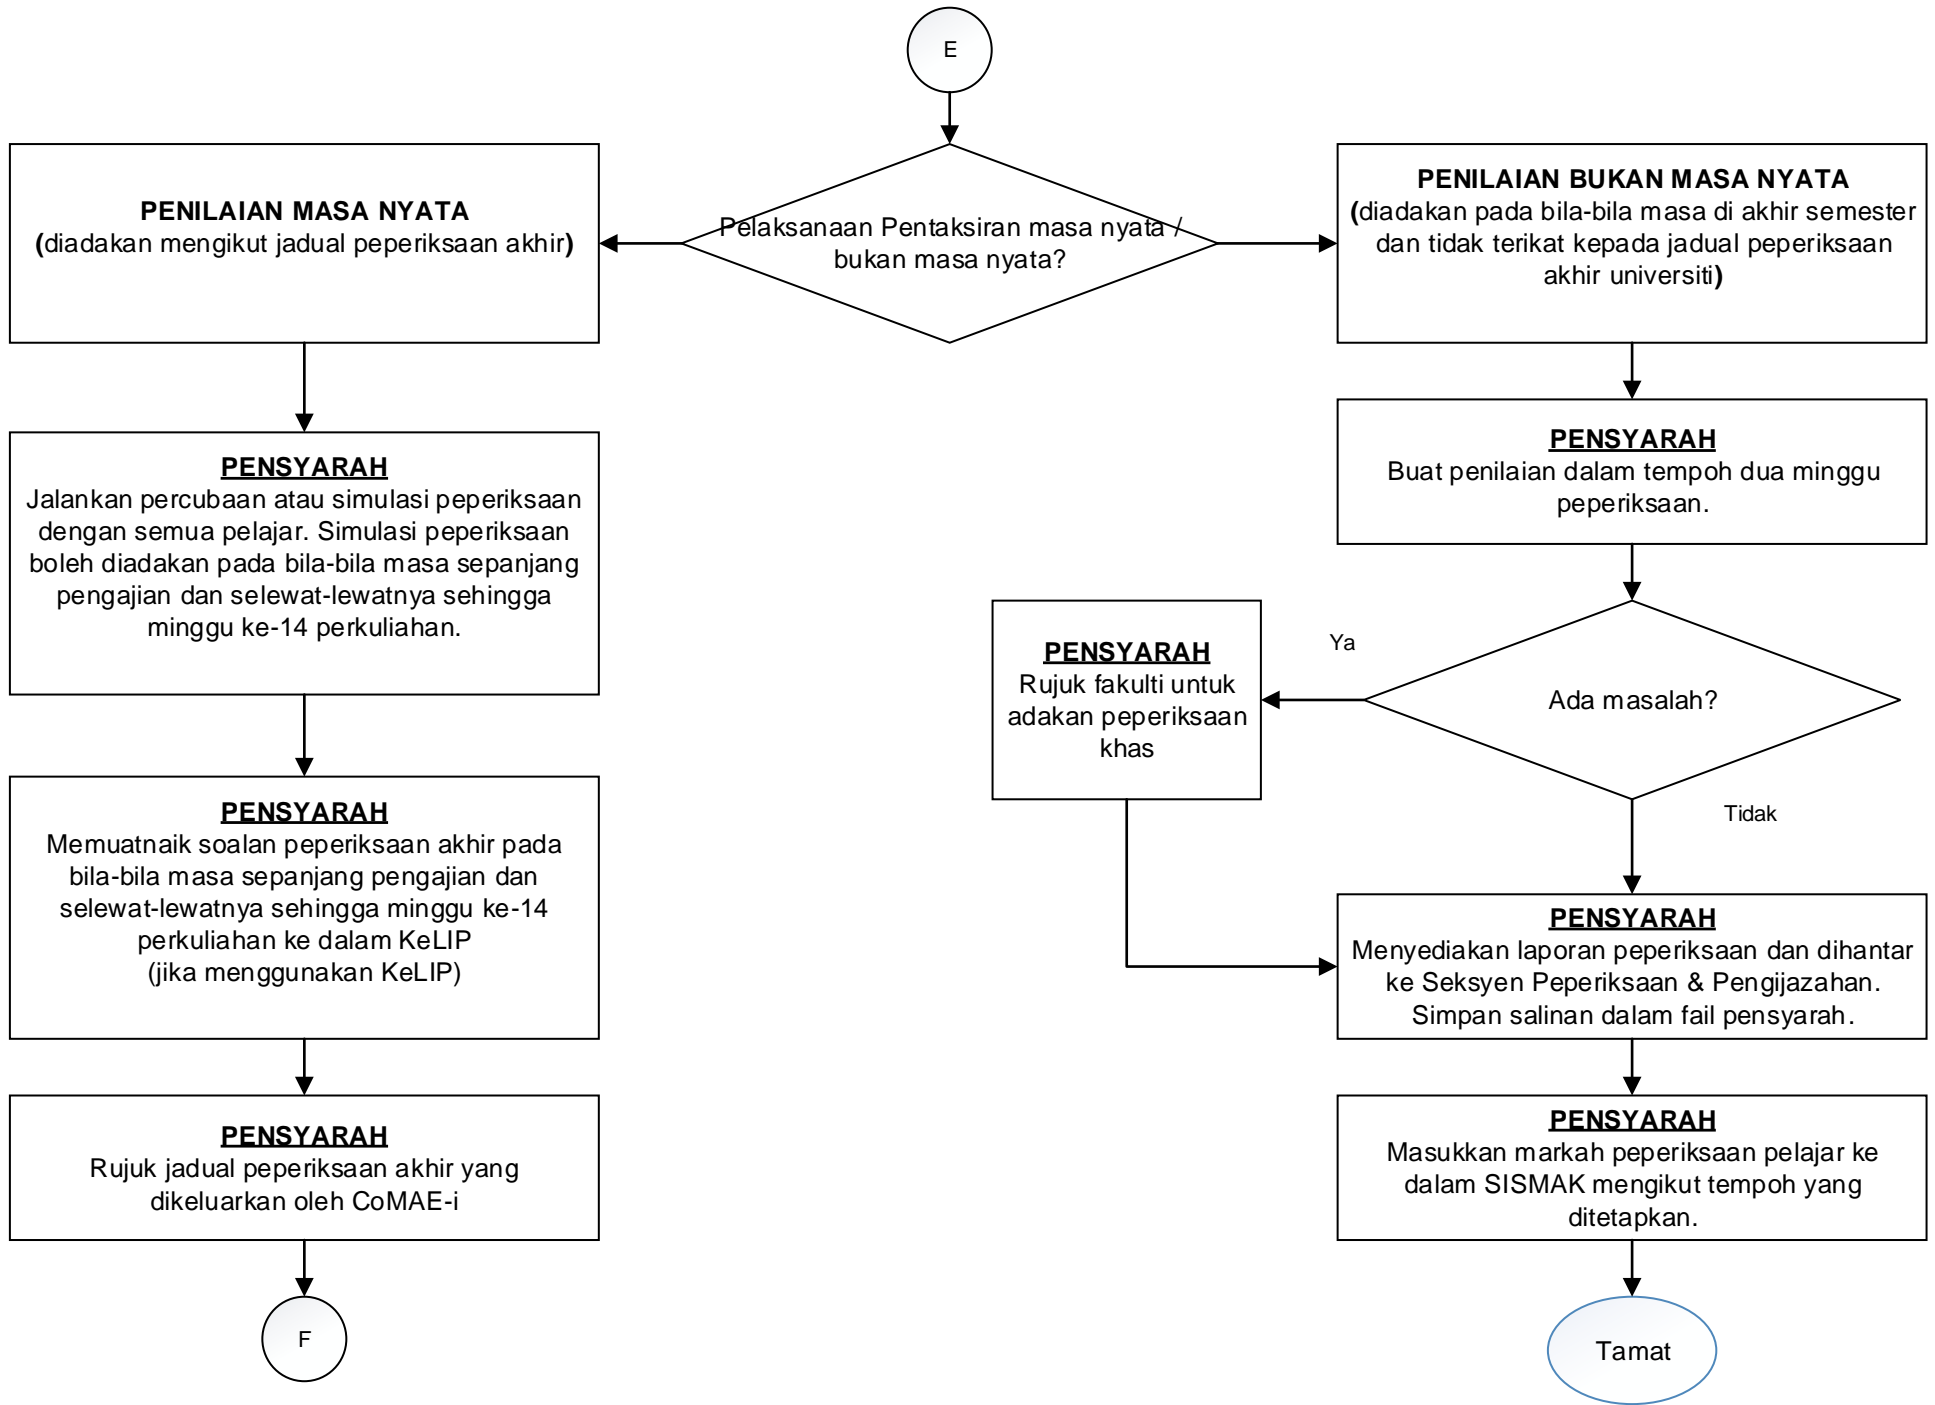 E
Pelaksanaan Pentaksiran masa nyata /
bukan masa nyata?
PENILAIAN MASA NYATA
(diadakan mengikut jadual peperiksaan akhir)
PENSYARAH
Jalankan percubaan atau simulasi peperiksaan
dengan semua pelajar. Simulasi peperiksaan
boleh diadakan pada bila-bila masa sepanjang
pengajian dan selewat-lewatnya sehingga
minggu ke-14 perkuliahan.
PENSYARAH
Memuatnaik soalan peperiksaan akhir pada
bila-bila masa sepanjang pengajian dan
selewat-lewatnya sehingga minggu ke-14
perkuliahan ke dalam KeLIP
(jika menggunakan KeLIP)
PENSYARAH
Rujuk jadual peperiksaan akhir yang
dikeluarkan oleh CoMAE-i
F
PENILAIAN BUKAN MASA NYATA
(diadakan pada bila-bila masa di akhir semester
dan tidak terikat kepada jadual peperiksaan
akhir universiti)
PENSYARAH
Buat penilaian dalam tempoh dua minggu
peperiksaan.
Ada masalah?
Ya
PENSYARAH
Rujuk fakulti untuk
adakan peperiksaan
khas
Tidak
PENSYARAH
Menyediakan laporan peperiksaan dan dihantar
ke Seksyen Peperiksaan & Pengijazahan.
Simpan salinan dalam fail pensyarah.
PENSYARAH
Masukkan markah peperiksaan pelajar ke
dalam SISMAK mengikut tempoh yang
ditetapkan.
Tamat